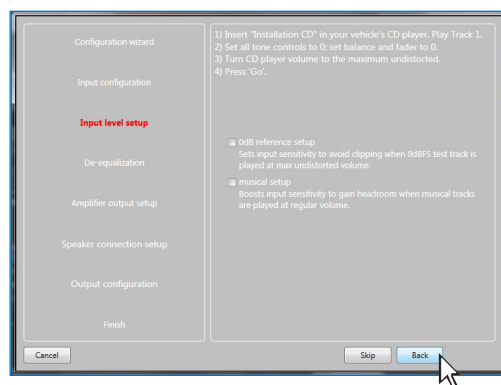 Configuration wizard
Input configuration
Input level setup
De-equalization
Amplifier output setup
Speaker connection setup
Output configuration
Finish
1) Insert "Installation CD" in your vehicle's CD player. Play Track 1.
2) Set all tone controls to 0; set balance and fader to 0.
3) Turn CD player volume to the maximum undistorted.
4) Press 'Go'.
0dB reference setup
Sets input sensitivity to avoid clipping when 0dBFS test track is
played at max undistorted volume.
musical setup
Boosts input sensitivity to gain headroom when musical tracks
are played at regular volume.
Cancel
Skip
Back